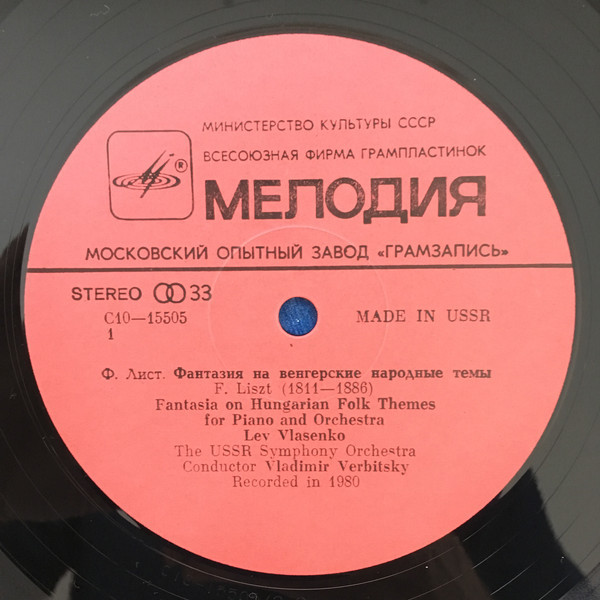 МИНИСТЕРСТВО КУЛЬТУРЫ СССР
ВСЕСОЮЗНАЯ ФИРМА ГРАМПЛАСТИНОК
®
МЕЛОДИЯ
МОСКОВСКИЙ ОПЫТНЫЙ ЗАВОД «ГРАМЗАПИСЬ»
STEREO 33
С10—15505
MADE IN USSR
1
Ф. Лист. Фантазия на венгерские народные темы
F. Liszt (1811—1886)
Fantasia on Hungarian Folk Themes
for Piano and Orchestra
Lev Vlasenko
The USSR Symphony Orchestra
Conductor Vladimir Verbitsky
Recorded in 1980